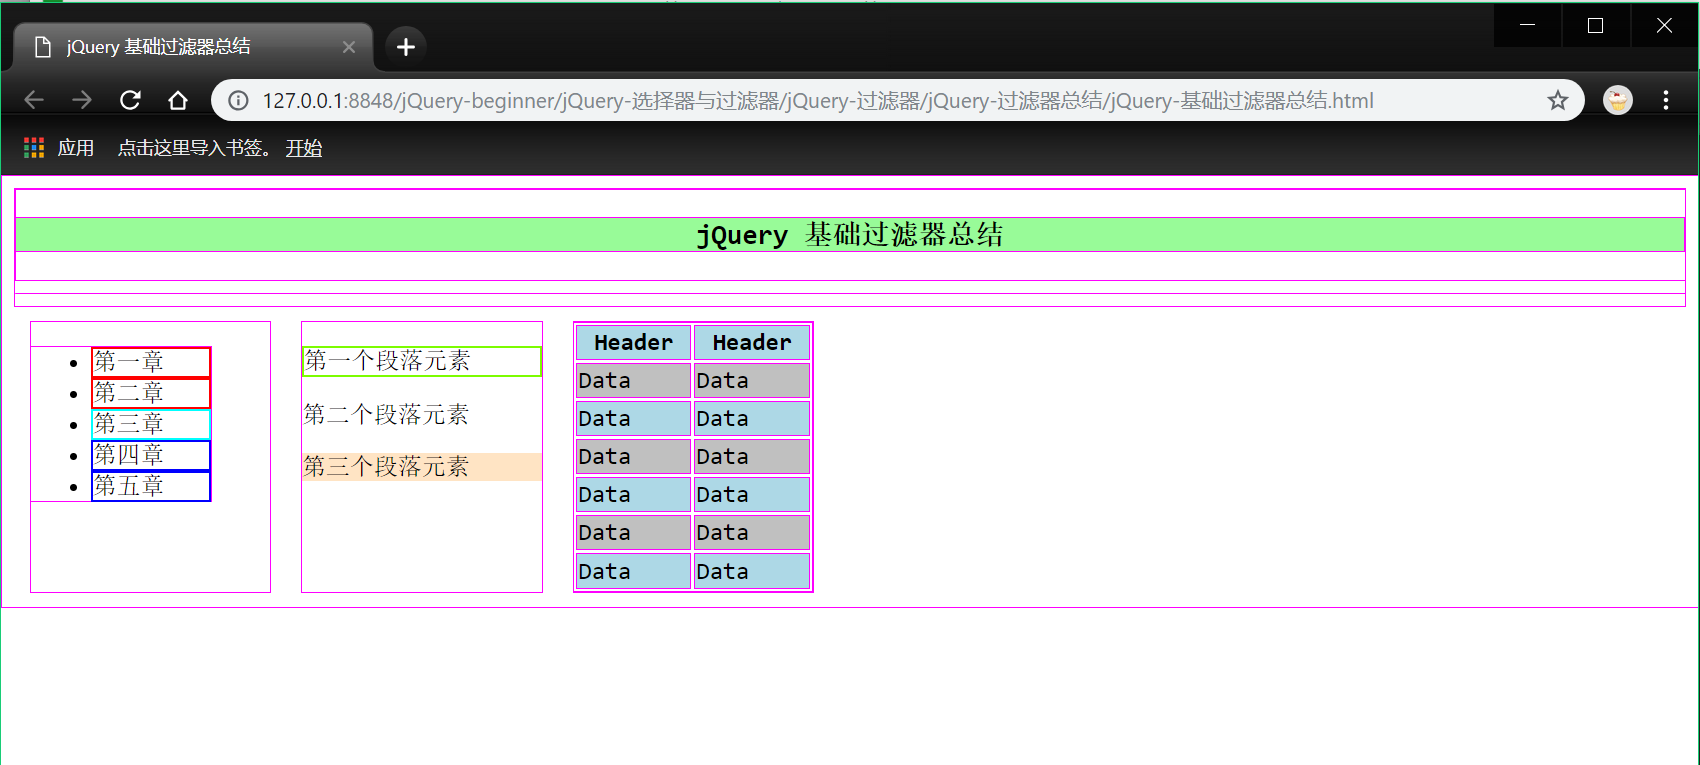 jQuery 基础过滤器总结
127.0.0.1:8848/jQuery-beginner/jQuery-选择器与过滤器/jQuery-过滤器/jQuery-过滤器总结/jQuery-基础过滤器总结.html
应用 点击这里导入书签。 开始
jQuery 基础过滤器总结
第一章
第二章
第三章
第四章
第五章
第一个段落元素
第二个段落元素
第三个段落元素
Header Header
Data Data
Data Data
Data Data
Data Data
Data Data
Data Data